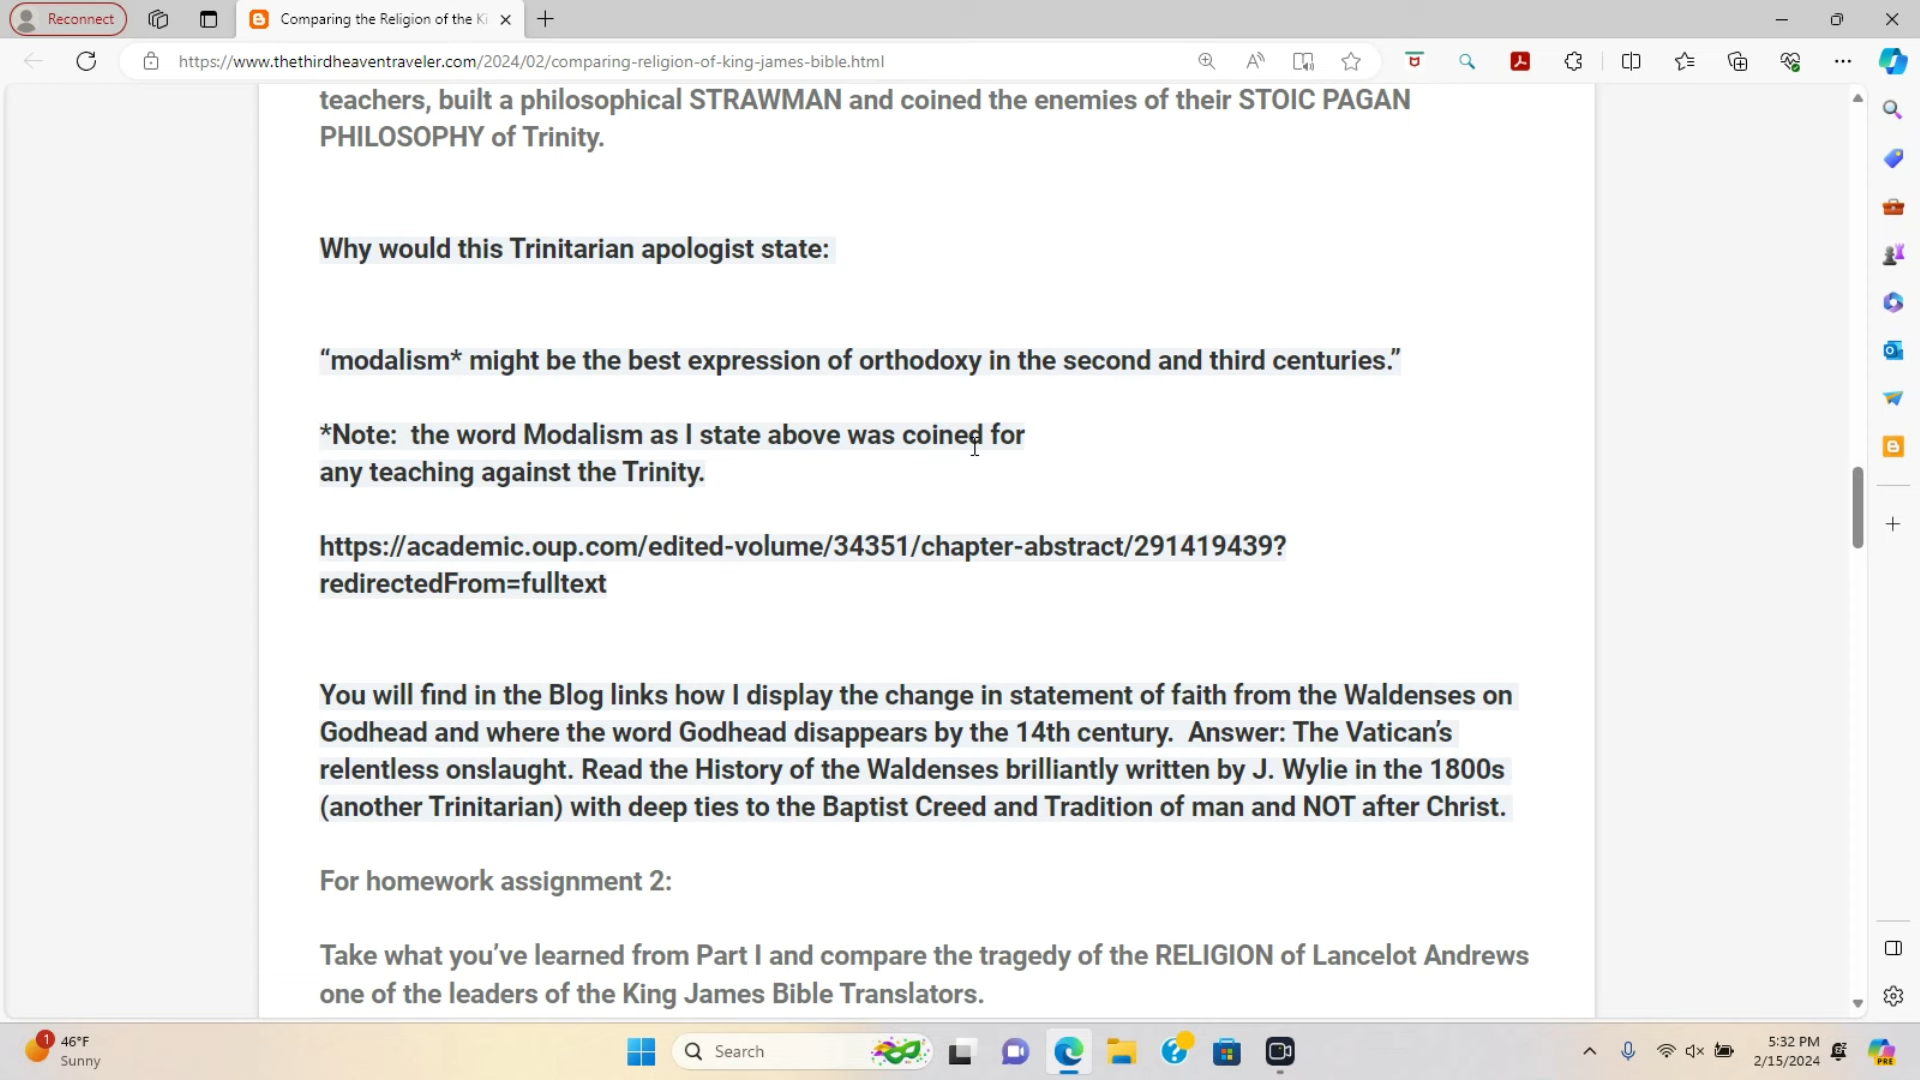 Reconnect
Comparing the Religion of the Ki
https://www.thethirdheaventraveler.com/2024/02/comparing-religion-of-king-james-bible.html
teachers, built a philosophical STRAWMAN and coined the enemies of their STOIC PAGAN
PHILOSOPHY of Trinity.
Why would this Trinitarian apologist state:
“modalism* might be the best expression of orthodoxy in the second and third centuries.”
*Note:  the word Modalism as I state above was coined for
any teaching against the Trinity.
https://academic.oup.com/edited-volume/34351/chapter-abstract/291419439?
redirectedFrom=fulltext
You will find in the Blog links how I display the change in statement of faith from the Waldenses on
Godhead and where the word Godhead disappears by the 14th century.  Answer: The Vatican’s
relentless onslaught. Read the History of the Waldenses brilliantly written by J. Wylie in the 1800s
(another Trinitarian) with deep ties to the Baptist Creed and Tradition of man and NOT after Christ.
For homework assignment 2:
Take what you’ve learned from Part I and compare the tragedy of the RELIGION of Lancelot Andrews
one of the leaders of the King James Bible Translators.
1
46°F
Sunny
Search
5:32 PM
2/15/2024
PRE